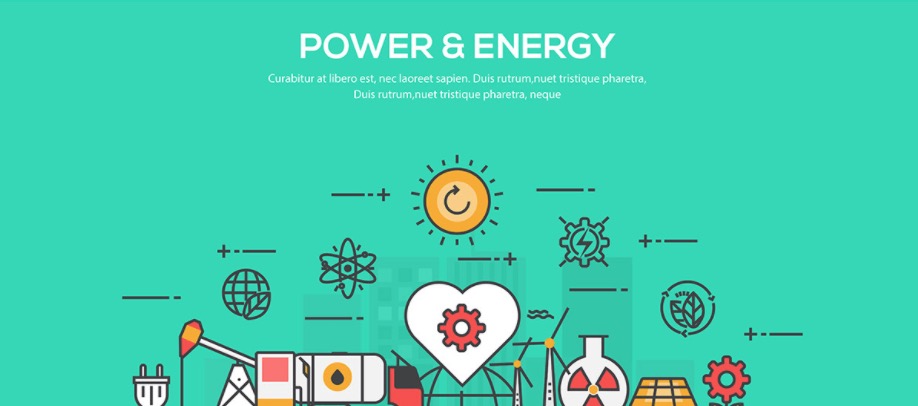 POWER & ENERGY
Curabitur at libero est, nec laoreet sapien. Duis rutrum,nuet tristique pharetra,
Duis rutrum,nuet tristique pharetra, neque